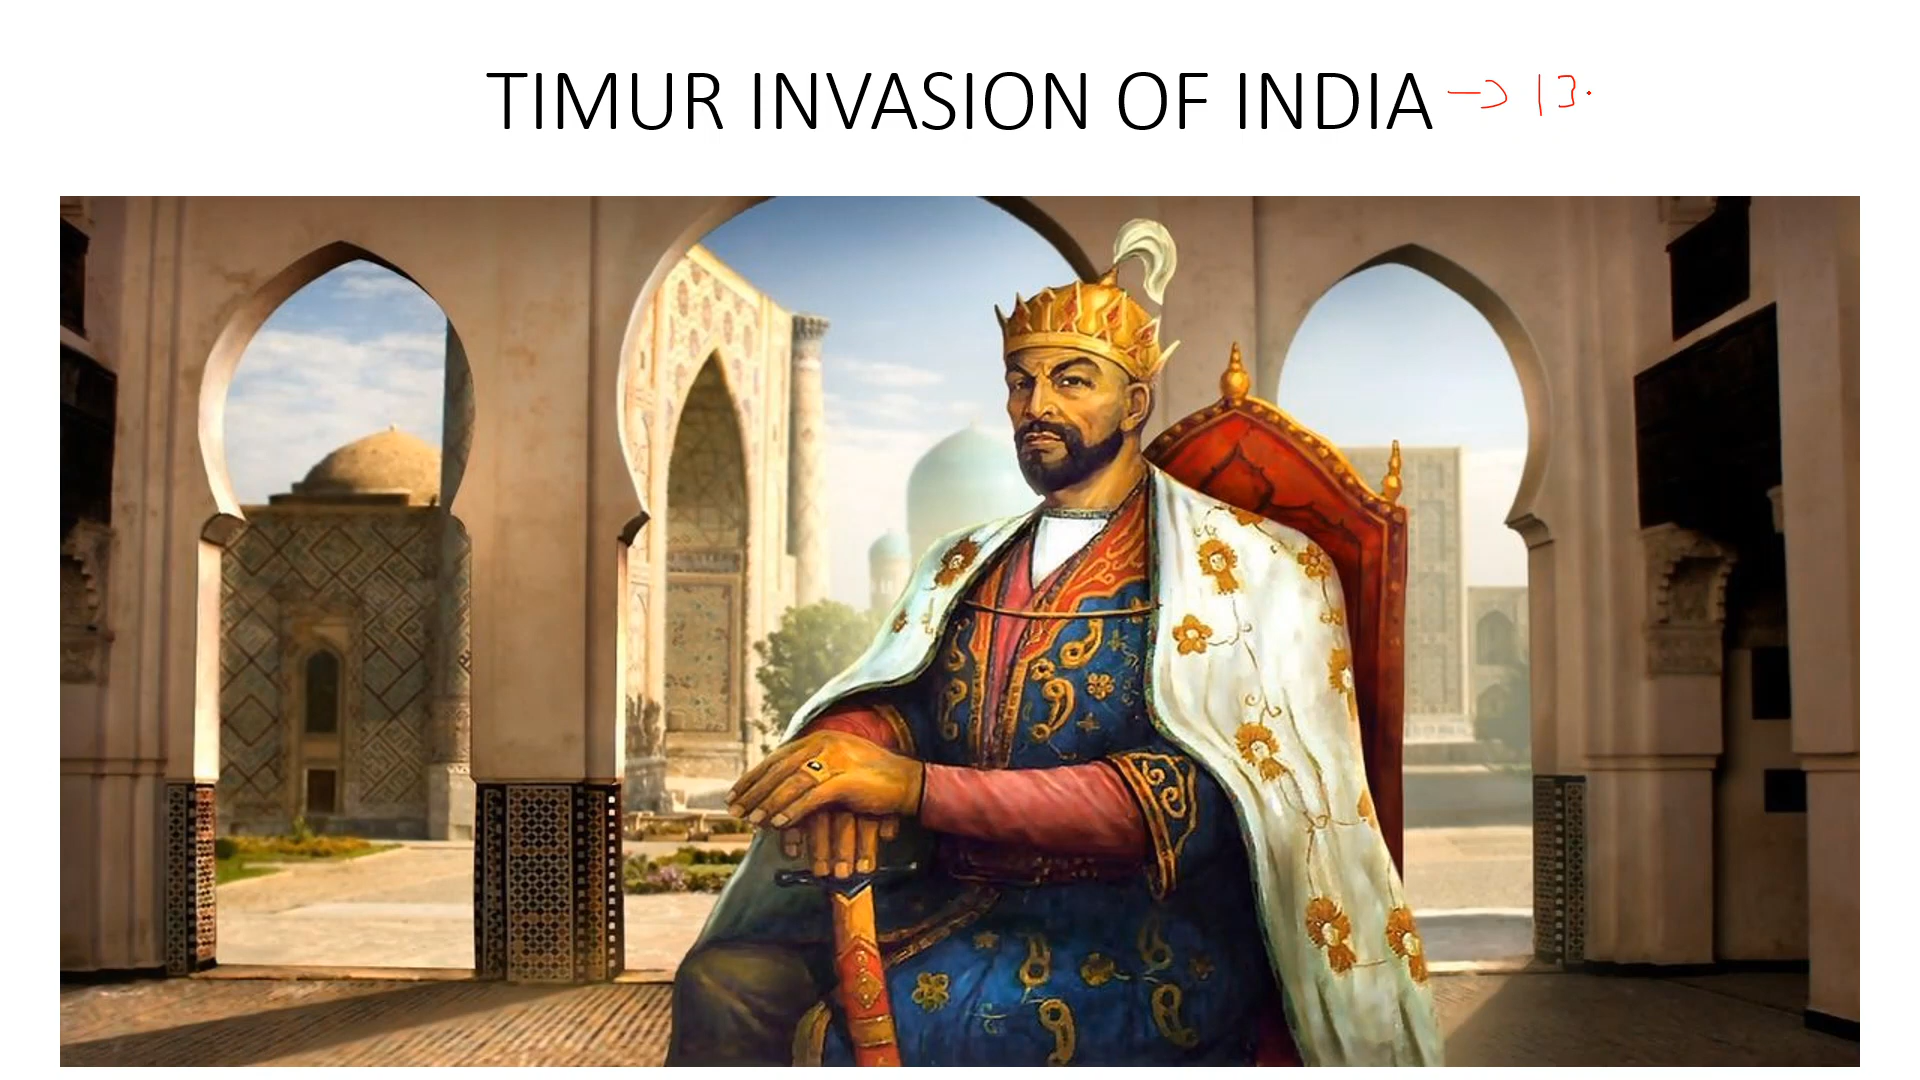 TIMUR INVASION OF INDIA → 13.